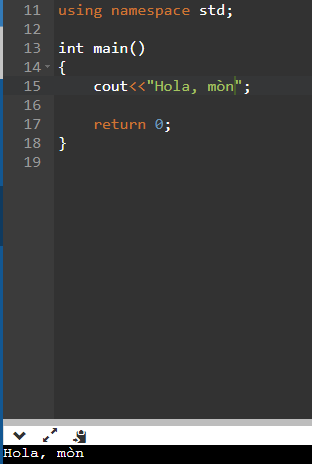 11 using namespace std;
12
13 int main()
14 {
15 cout<<"Hola, mòn";
16
17 return 0;
18 }
19
Hola, mòn